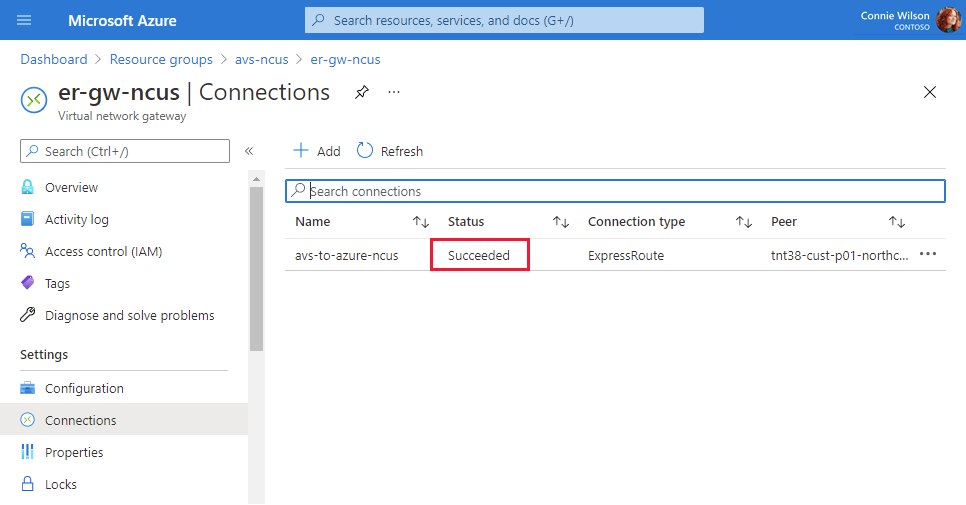 Microsoft Azure
Search resources, services, and docs (G+/)
Connie Wilson
CONTOSO
Dashboard > Resource groups > avs-ncus > er-gw-ncus
er-gw-ncus | Connections
Virtual network gateway
Search (Ctrl+/)
Overview
Activity log
Access control (IAM)
Tags
Diagnose and solve problems
Settings
Configuration
Connections
Properties
Locks
Add Refresh
Search connections
Name Status Connection type Peer
avs-to-azure-ncus Succeeded ExpressRoute tnt38-cust-p01-northc...